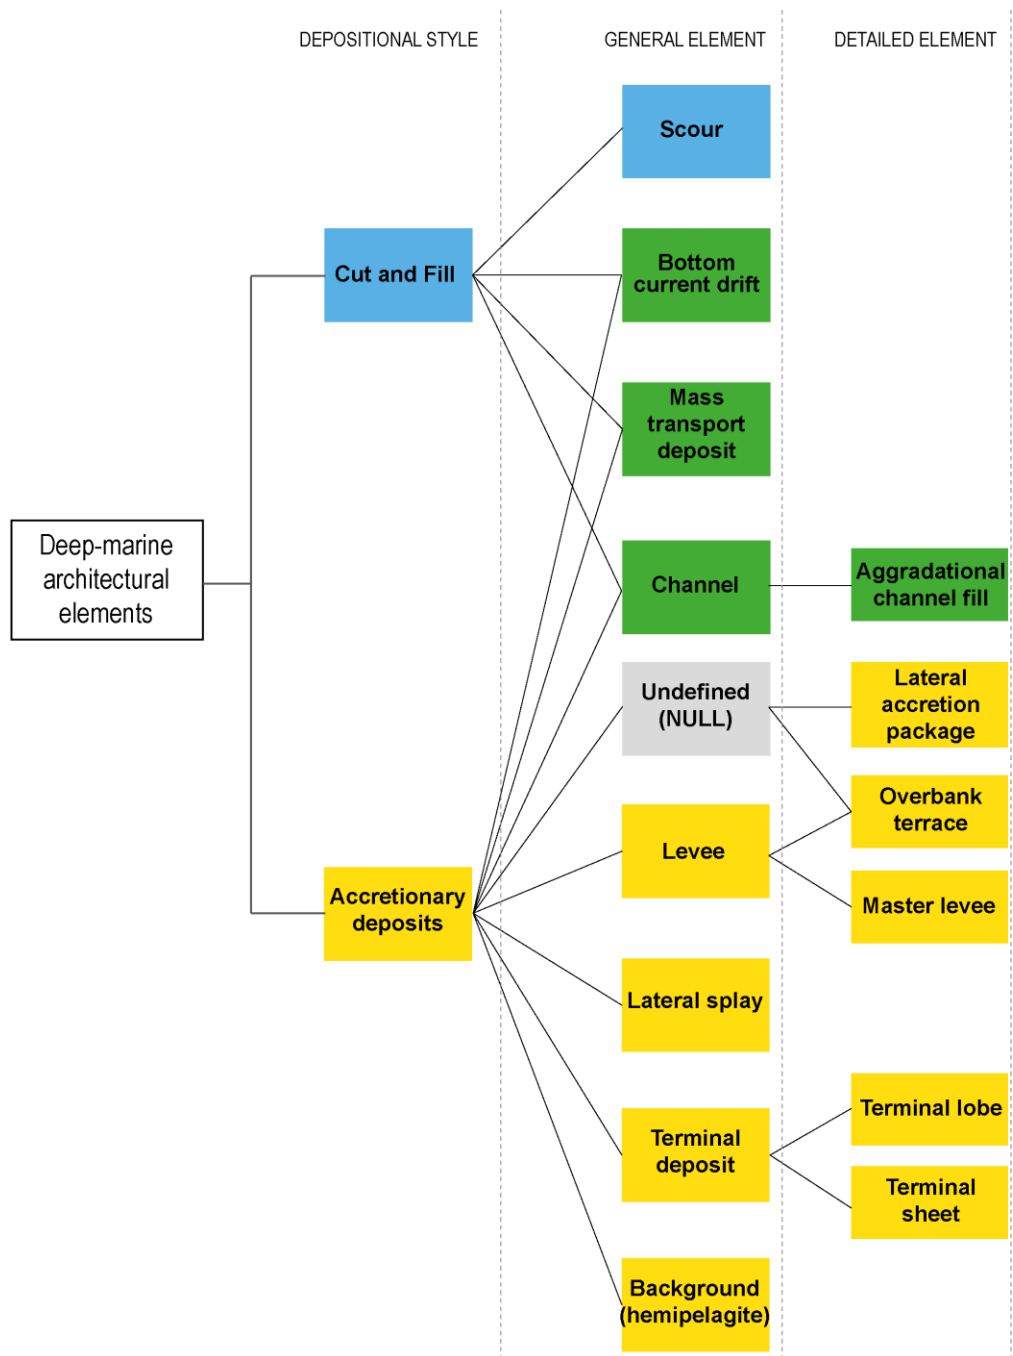 DEPOSITIONAL STYLE
GENERAL ELEMENT
DETAILED ELEMENT
Scour
Cut and Fill
Bottom
current drift
Mass
transport
deposit
Deep-marine
architectural
elements
Channel
Aggradational
channel fill
Undefined
(NULL)
Lateral
accretion
package
Overbank
terrace
Levee
Master levee
Accretionary
deposits
Lateral splay
Terminal
deposit
Terminal lobe
Terminal
sheet
Background
(hemipelagite)